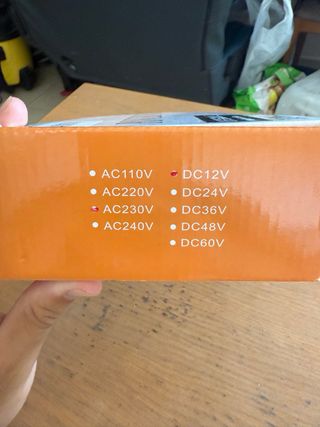 AC110V
AC220V
AC230V
AC240V
DC12V
DC24V
DC36V
DC48V
DC60V